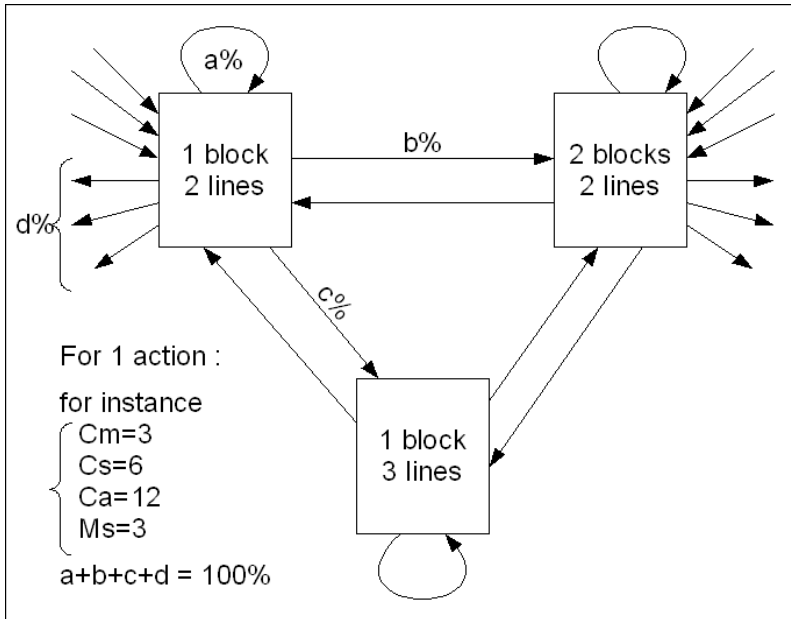 a%
1 block
2 lines
b%
2 blocks
2 lines
d%
c%
For 1 action :
for instance
Cm=3
Cs=6
Ca=12
Ms=3
a+b+c+d = 100%
1 block
3 lines